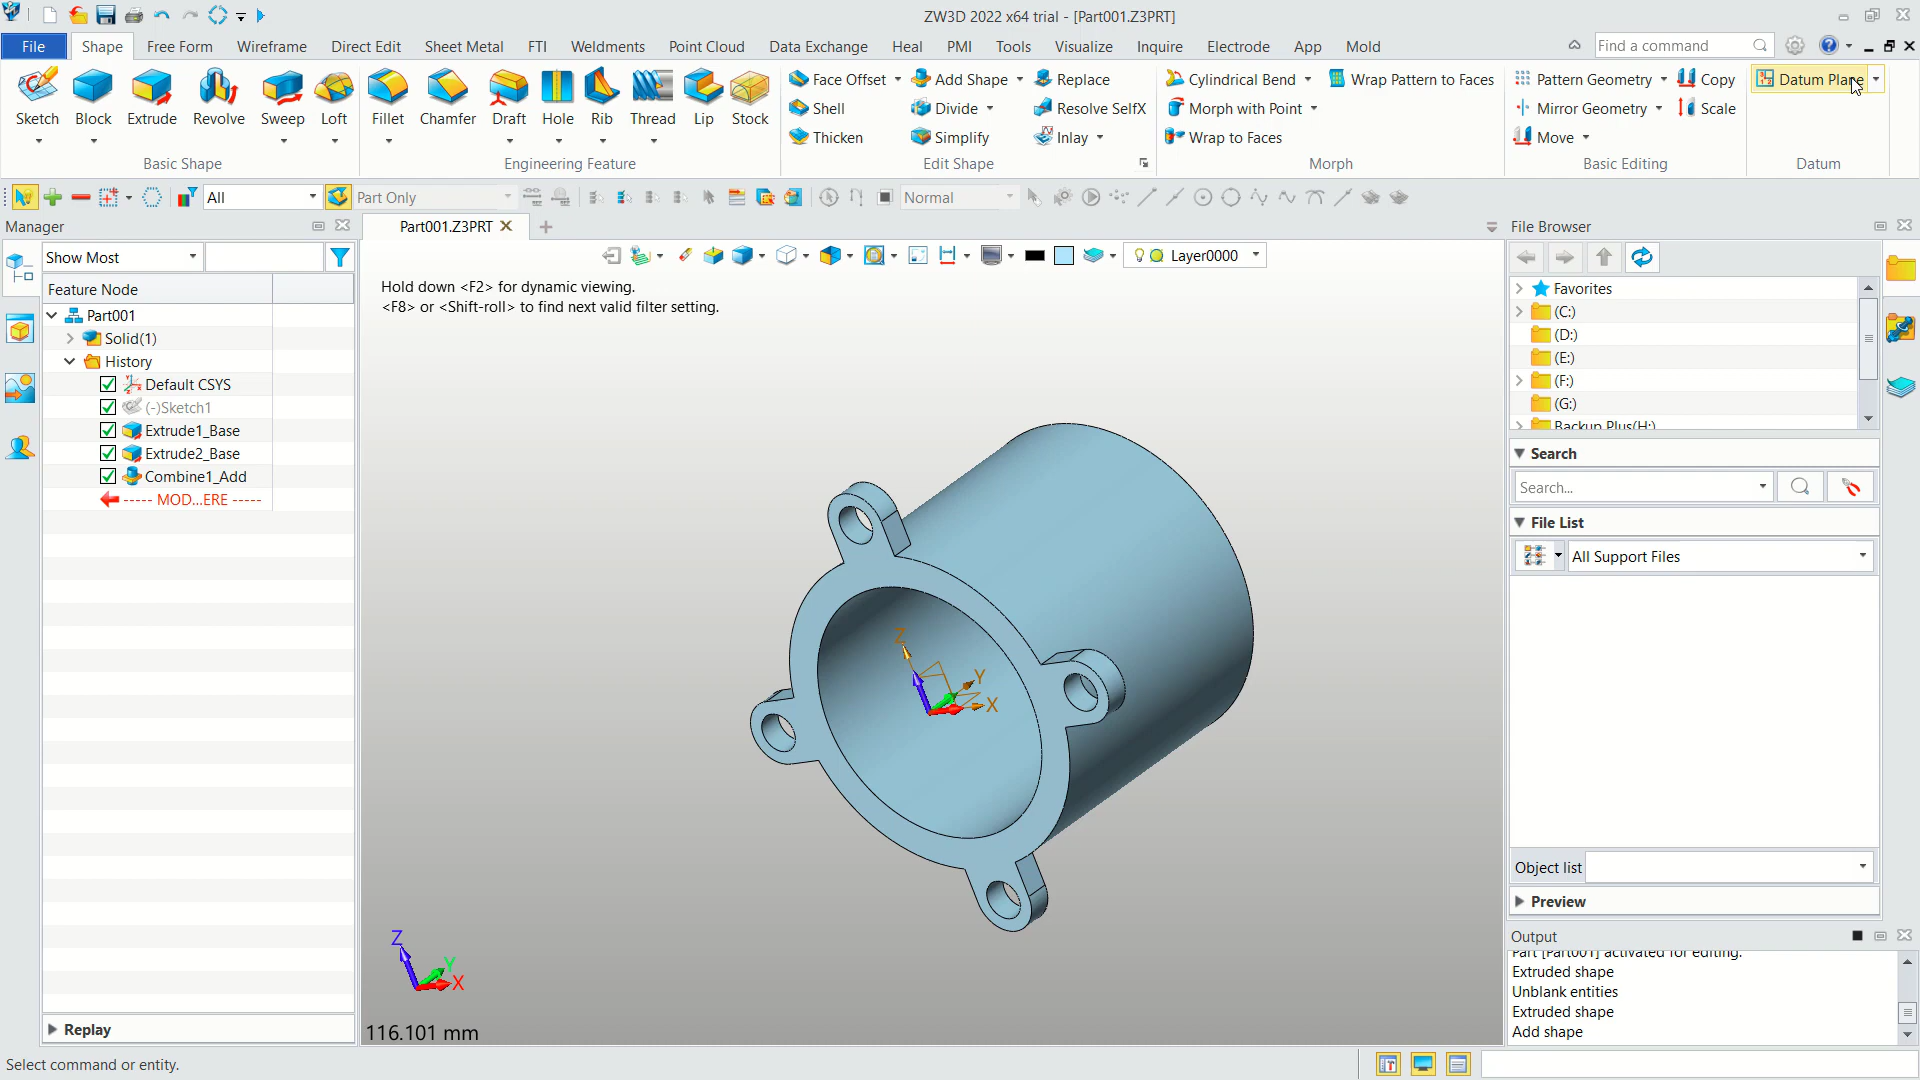 ZW3D 2022 x64 trial - [Part001.Z3PRT]
File Shape Free Form Wireframe Direct Edit Sheet Metal FTI Weldments Point Cloud Data Exchange Heal PMI Tools Visualize Inquire Electrode App Mold Find a command
Sketch Block Extrude Revolve Sweep Loft
Basic Shape
Fillet Chamfer Draft Hole Rib Thread Lip Stock
Engineering Feature
Face Offset Add Shape Replace
Shell Divide Resolve SelfX
Thicken Simplify Inlay
Edit Shape
Cylindrical Bend Wrap Pattern to Faces
Morph with Point
Wrap to Faces
Morph
Pattern Geometry Copy
Mirror Geometry Scale
Move
Basic Editing
Datum Plane
Datum
All Part Only Normal
Manager
Show Most
Feature Node
Part001
Solid(1)
History
Default CSYS
(-)Sketch1
Extrude1_Base
Extrude2_Base
Combine1_Add
----- MOD...ERE -----
Replay
Part001.Z3PRT
Layer0000
Hold down <F2> for dynamic viewing.
<F8> or <Shift-roll> to find next valid filter setting.
Z
Y
X
Z
Y
X
116.101 mm
File Browser
Favorites
(C:)
(D:)
(E:)
(F:)
(G:)
Backup Plus(H:)
Search
Search...
File List
All Support Files
Object list
Preview
Output
Part [Part001] activated for editing.
Extruded shape
Unblank entities
Extruded shape
Add shape
Select command or entity.